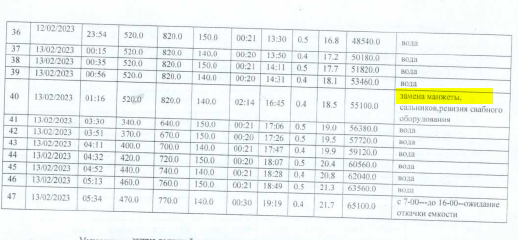 36 12/02/2023 23:54 520.0 820.0 150.0 00:21 13:30 0.5 16.8 48540.0 вода
37 13/02/2023 00:15 520.0 820.0 140.0 00:20 13:50 0.4 17.2 50180.0 вода
38 13/02/2023 00:35 520.0 820.0 150.0 00:21 14:11 0.5 17.7 51820.0 вода
39 13/02/2023 00:56 520.0 820.0 140.0 00:20 14:31 0.4 18.1 53460.0 вода
40 13/02/2023 01:16 520.0 820.0 140.0 02:14 16:45 0.4 18.5 55100.0 замена манжеты,
сальников,ревизия свабного
оборудования
41 13/02/2023 03:30 340.0 640.0 150.0 00:21 17:06 0.5 19.0 56380.0 вода
42 13/02/2023 03:51 370.0 670.0 150.0 00:20 17:26 0.5 19.5 57720.0 вода
43 13/02/2023 04:11 400.0 700.0 140.0 00:21 17:47 0.4 19.9 59120.0 вода
44 13/02/2023 04:32 420.0 720.0 150.0 00:20 18:07 0.5 20.4 60560.0 вода
45 13/02/2023 04:52 440.0 740.0 140.0 00:21 18:28 0.4 20.8 62040.0 вода
46 13/02/2023 05:13 460.0 760.0 150.0 00:21 18:49 0.5 21.3 63560.0 вода
47 13/02/2023 05:34 470.0 770.0 140.0 00:30 19:19 0.4 21.7 65100.0 с 7-00---до 16-00--ожидание
откачки емкости